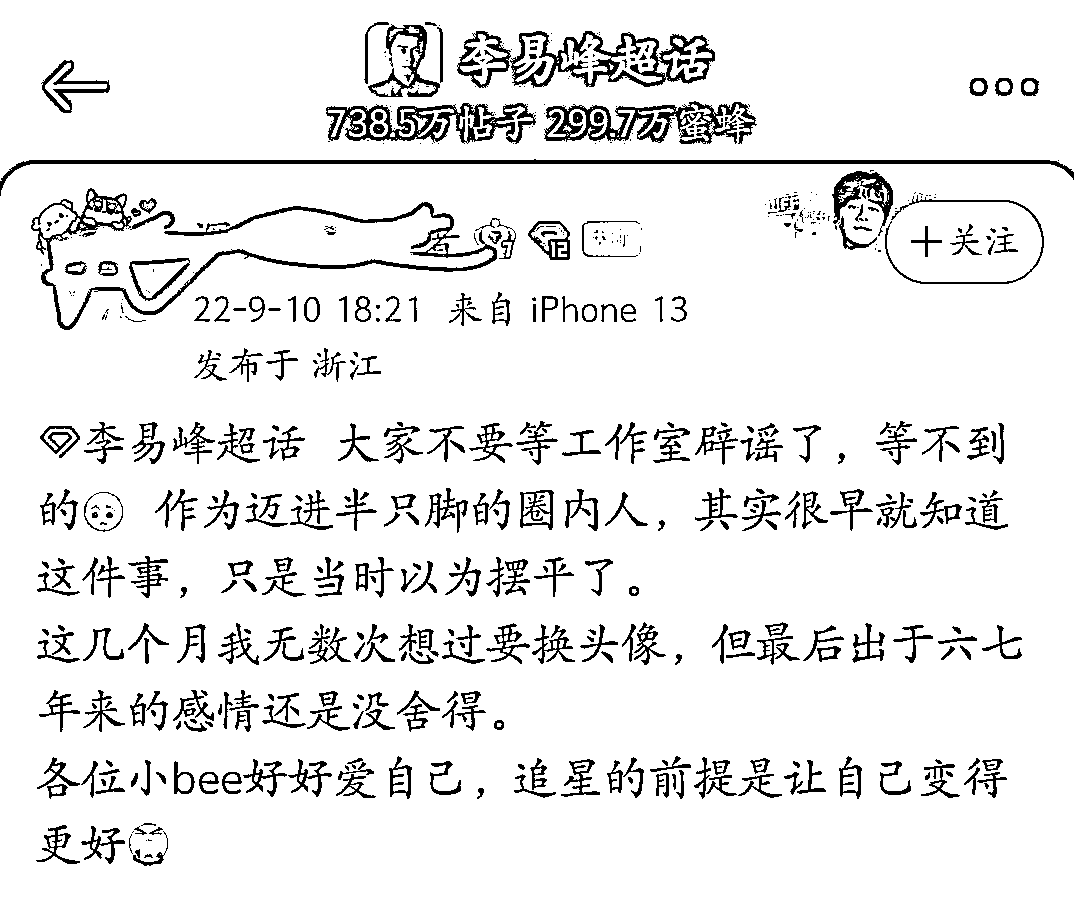 李易峰超话
738.5万帖子 299.7万蜜蜂
12
+关注
22-9-10 18:21 来自 iPhone 13
发布于 浙江
李易峰超话 大家不要等工作室辟谣了，等不到
的 作为迈进半只脚的圈内人，其实很早就知道
这件事，只是当时以为摆平了。
这几个月我无数次想过要换头像，但最后出于六七
年来的感情还是没舍得。
各位小bee好好爱自己，追星的前提是让自己变得
更好